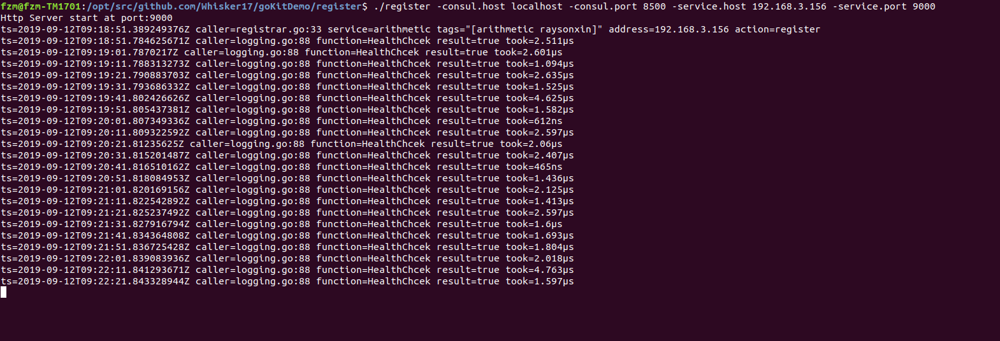 fzm@fzm-TM1701:/opt/src/github.com/Whisker17/goKitDemo/register$ ./register -consul.host localhost -consul.port 8500 -service.host 192.168.3.156 -service.port 9000
Http Server start at port:9000
ts=2019-09-12T09:18:51.389249376Z caller=registrar.go:33 service=arithmetic tags="[arithmetic raysonxin]" address=192.168.3.156 action=register
ts=2019-09-12T09:18:51.784625671Z caller=logging.go:88 function=HealthChcek result=true took=2.511µs
ts=2019-09-12T09:19:01.7870217Z caller=logging.go:88 function=HealthChcek result=true took=2.601µs
ts=2019-09-12T09:19:11.788313273Z caller=logging.go:88 function=HealthChcek result=true took=1.094µs
ts=2019-09-12T09:19:21.790883703Z caller=logging.go:88 function=HealthChcek result=true took=2.635µs
ts=2019-09-12T09:19:31.793686332Z caller=logging.go:88 function=HealthChcek result=true took=1.525µs
ts=2019-09-12T09:19:41.802426626Z caller=logging.go:88 function=HealthChcek result=true took=4.625µs
ts=2019-09-12T09:19:51.805437381Z caller=logging.go:88 function=HealthChcek result=true took=1.582µs
ts=2019-09-12T09:20:01.807349336Z caller=logging.go:88 function=HealthChcek result=true took=612ns
ts=2019-09-12T09:20:11.809322592Z caller=logging.go:88 function=HealthChcek result=true took=2.597µs
ts=2019-09-12T09:20:21.81235625Z caller=logging.go:88 function=HealthChcek result=true took=2.06µs
ts=2019-09-12T09:20:31.815201487Z caller=logging.go:88 function=HealthChcek result=true took=2.407µs
ts=2019-09-12T09:20:41.816510162Z caller=logging.go:88 function=HealthChcek result=true took=465ns
ts=2019-09-12T09:20:51.818084953Z caller=logging.go:88 function=HealthChcek result=true took=1.436µs
ts=2019-09-12T09:21:01.820169156Z caller=logging.go:88 function=HealthChcek result=true took=2.125µs
ts=2019-09-12T09:21:11.822542892Z caller=logging.go:88 function=HealthChcek result=true took=1.413µs
ts=2019-09-12T09:21:21.825237492Z caller=logging.go:88 function=HealthChcek result=true took=2.597µs
ts=2019-09-12T09:21:31.827916794Z caller=logging.go:88 function=HealthChcek result=true took=1.6µs
ts=2019-09-12T09:21:41.834364808Z caller=logging.go:88 function=HealthChcek result=true took=1.693µs
ts=2019-09-12T09:21:51.836725428Z caller=logging.go:88 function=HealthChcek result=true took=1.804µs
ts=2019-09-12T09:22:01.839083936Z caller=logging.go:88 function=HealthChcek result=true took=2.018µs
ts=2019-09-12T09:22:11.841293671Z caller=logging.go:88 function=HealthChcek result=true took=4.763µs
ts=2019-09-12T09:22:21.843328944Z caller=logging.go:88 function=HealthChcek result=true took=1.597µs